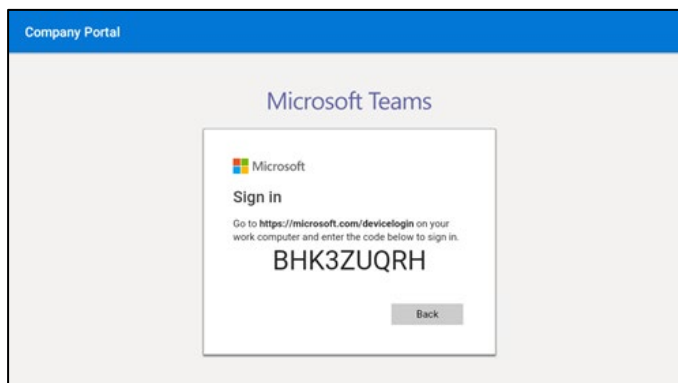 Company Portal
Microsoft Teams
Microsoft
Sign in
Go to https://microsoft.com/devicelogin on your
work computer and enter the code below to sign in.
BHK3ZUQRH
Back